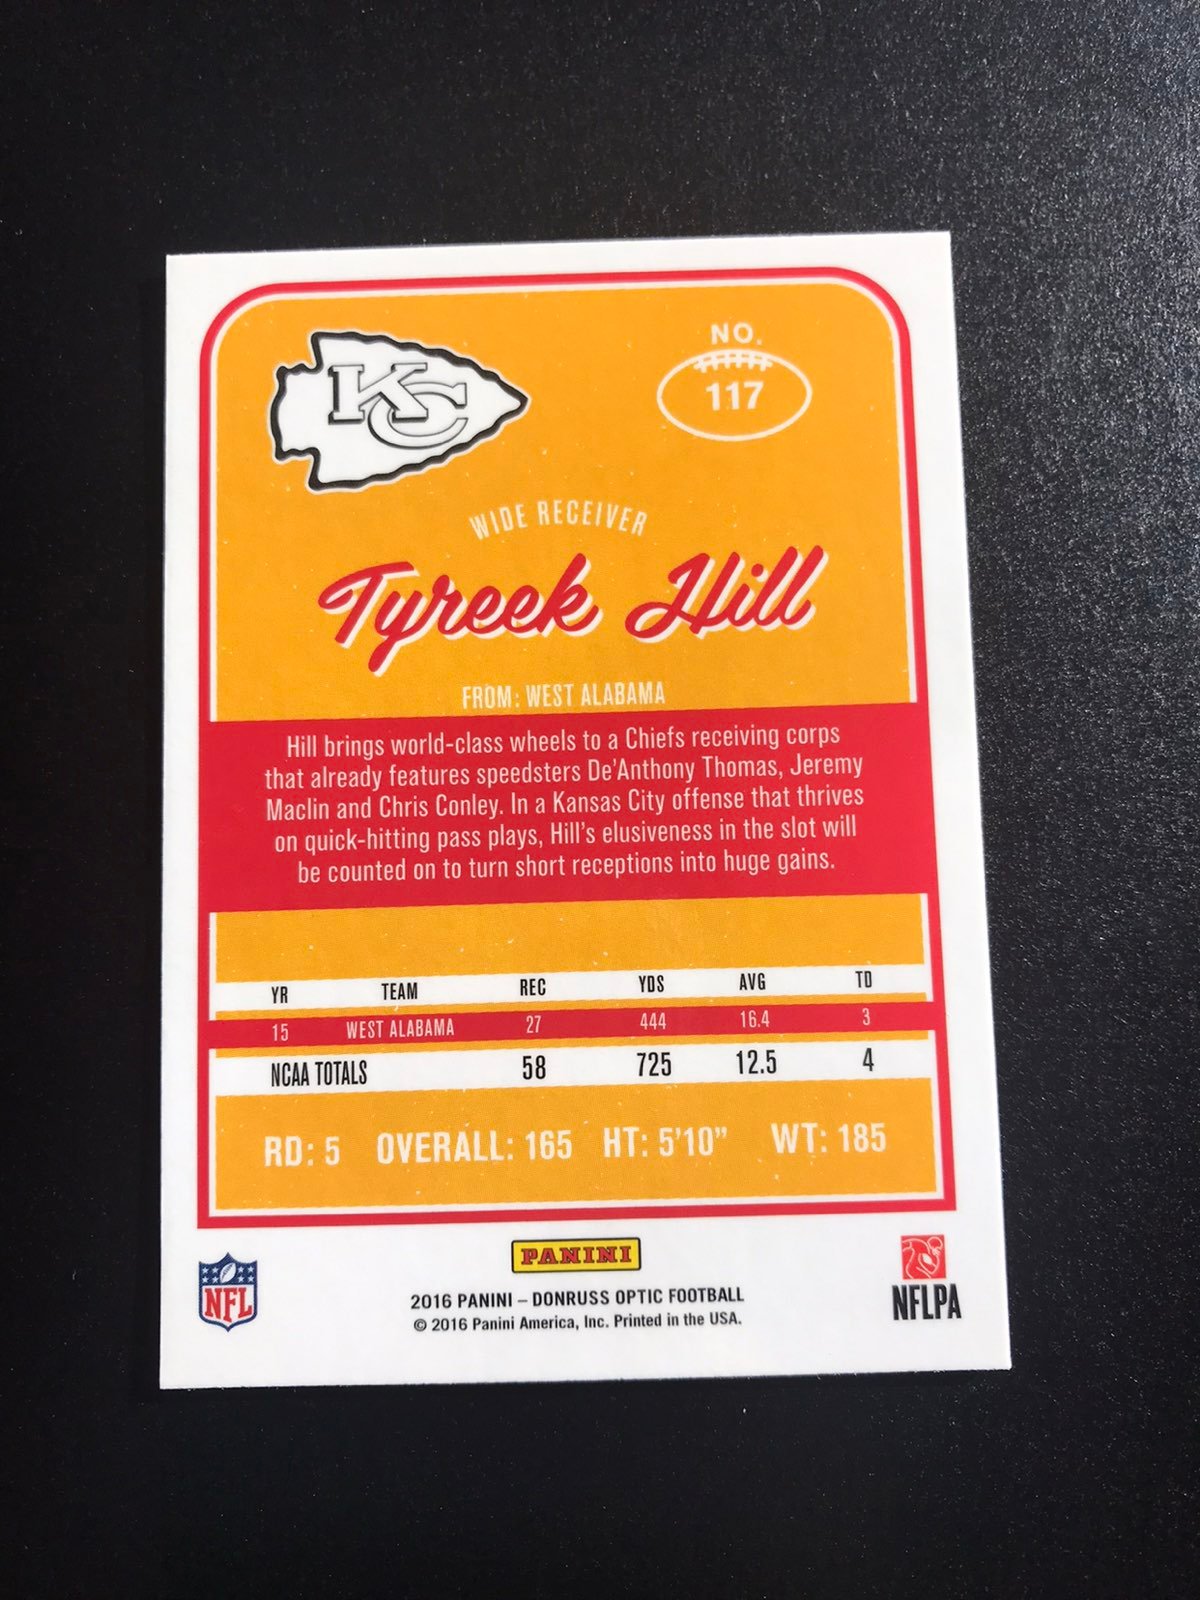 KC
NO.
117
WIDE RECEIVER
Tyreek Hill
FROM: WEST ALABAMA
Hill brings world-class wheels to a Chiefs receiving corps
that already features speedsters De'Anthony Thomas, Jeremy
Maclin and Chris Conley. In a Kansas City offense that thrives
on quick-hitting pass plays, Hill's elusiveness in the slot will
be counted on to turn short receptions into huge gains.
YR TEAM REC YDS AVG TD
15 WEST ALABAMA 27 444 16.4 3
NCAA TOTALS 58 725 12.5 4
RD: 5 OVERALL: 165 HT: 5'10” WT: 185
PANINI
NFL
2016 PANINI – DONRUSS OPTIC FOOTBALL
© 2016 Panini America, Inc. Printed in the USA.
NFLPA